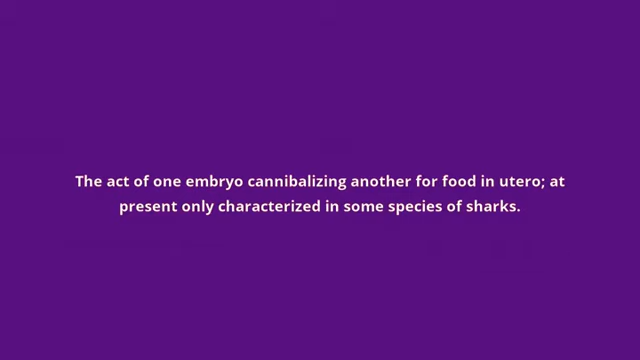 The act of one embryo cannibalizing another for food in utero; at
present only characterized in some species of sharks.